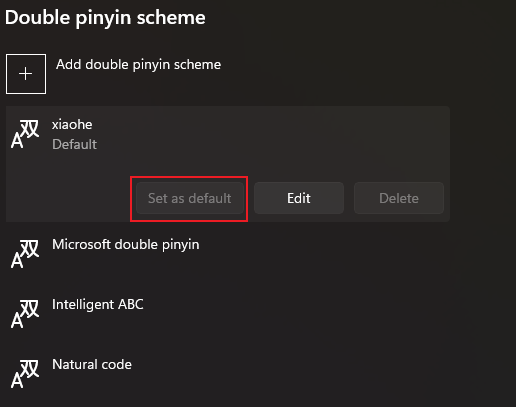 Double pinyin scheme
Add double pinyin scheme
A双 xiaohe
Default
Set as default Edit Delete
A双 Microsoft double pinyin
A双 Intelligent ABC
A双 Natural code